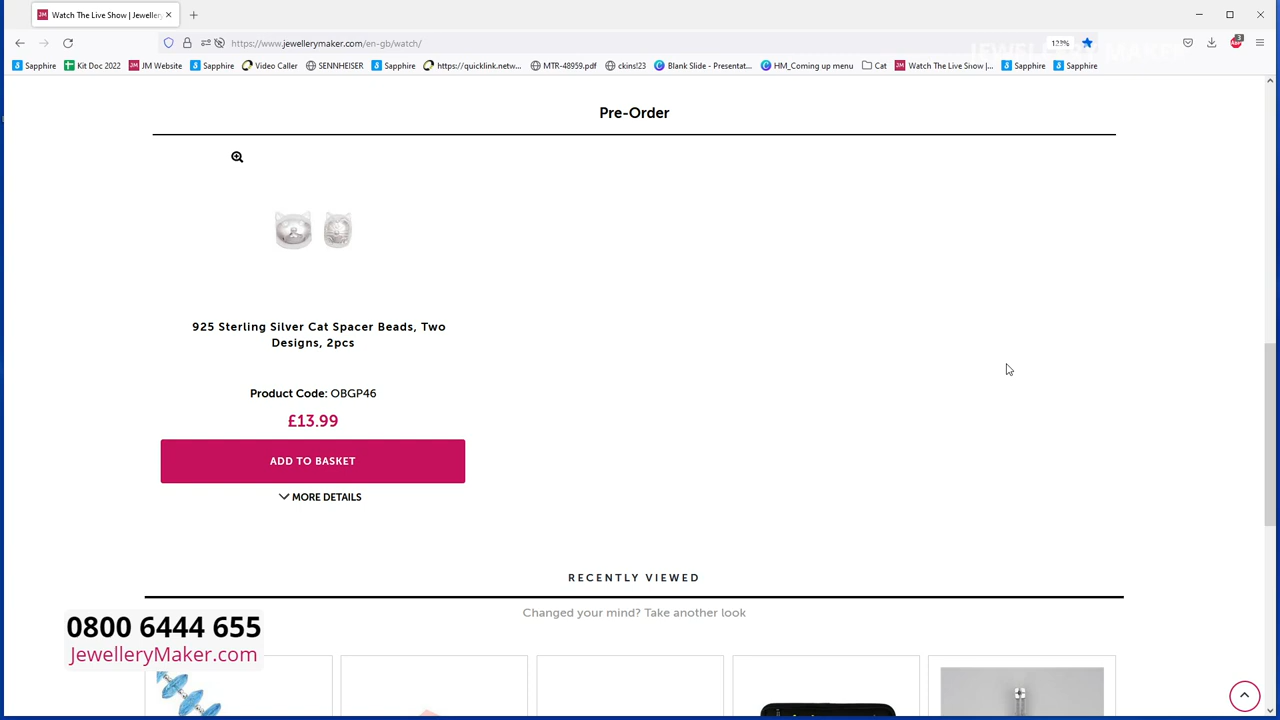 Watch The Live Show | Jeweller
https://www.jewellerymaker.com/en-gb/watch/
123%
JEWELLERYMAKER
Sapphire
Kit Doc 2022
JM Website
Sapphire
Video Caller
SENNHEISER
Sapphire
https://quicklink.netw...
MTR-48959.pdf
ckins!23
Blank Slide - Presentat...
HM_Coming up menu
Cat
Watch The Live Show |...
Sapphire
Sapphire
Pre-Order
925 Sterling Silver Cat Spacer Beads, Two
Designs, 2pcs
Product Code: OBGP46
£13.99
ADD TO BASKET
MORE DETAILS
RECENTLY VIEWED
Changed your mind? Take another look
0800 6444 655
JewelleryMaker.com